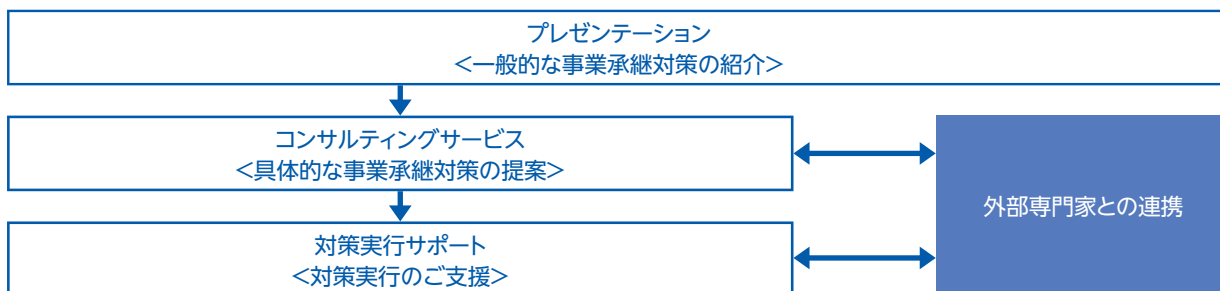 プレゼンテーション
＜一般的な事業承継対策の紹介＞
コンサルティングサービス
＜具体的な事業承継対策の提案＞
外部専門家との連携
対策実行サポート
＜対策実行のご支援＞